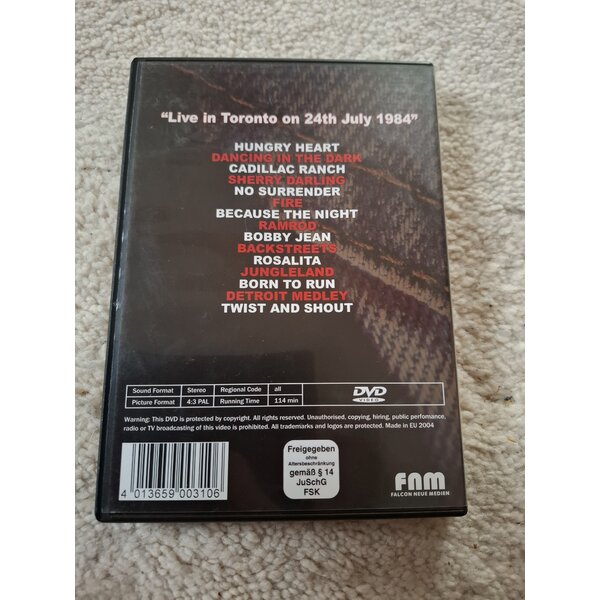 “Live in Toronto on 24th July 1984”
HUNGRY HEART
DANCING IN THE DARK
CADILLAC RANCH
SHERRY DARLING
NO SURRENDER
FIRE
BECAUSE THE NIGHT
RAMROD
BOBBY JEAN
BACKSTREETS
ROSALITA
JUNGLELAND
BORN TO RUN
DETROIT MEDLEY
TWIST AND SHOUT
Sound Format Stereo Regional Code all
Picture Format 4:3 PAL Running Time 114 min
DVD
VIDEO
Warning: This DVD is protected by copyright. All rights reserved. Unauthorised, copying, hiring, public perfomance,
radio or TV broadcasting of this video is prohibited. All trademarks and logos are protected. Made in EU 2004
4 013659 003106
Freigegeben
ohne
Altersbeschränkung
gemäß § 14
JuSchG
FSK
FNM
FALCON NEUE MEDIEN